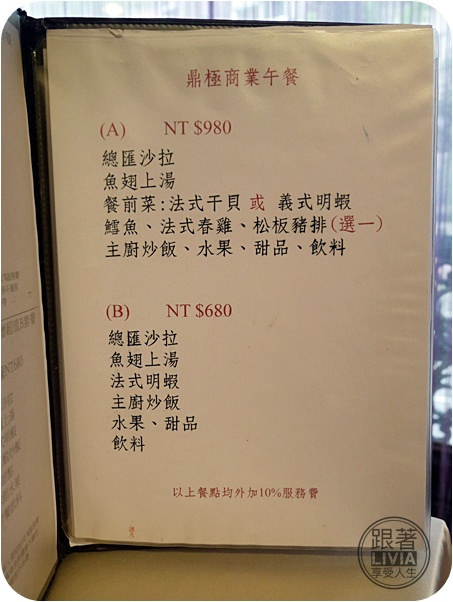 鼎極商業午餐
(A) NT $980
總匯沙拉
魚翅上湯
餐前菜:法式干貝 或 義式明蝦
鱈魚、法式春雞、松板豬排(選一)
主廚炒飯、水果、甜品、飲料
(B) NT $680
總匯沙拉
魚翅上湯
法式明蝦
主廚炒飯
水果、甜品
飲料
以上餐點均外加10%服務費
跟著
LIVIA
享受人生